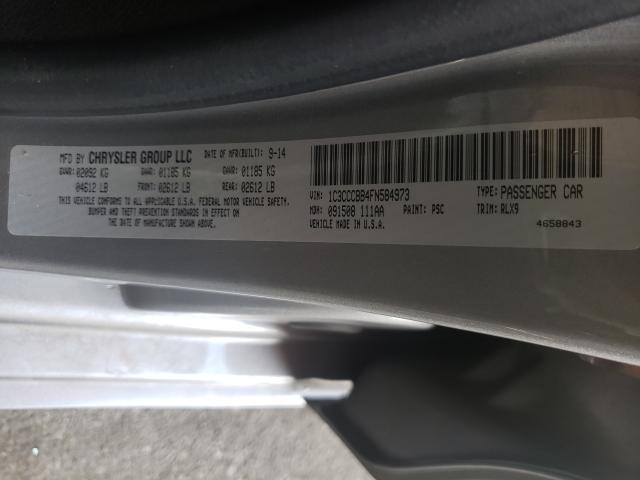 MFD BY CHRYSLER GROUP LLC DATE OF MFR(BUILT): 9-14
GVWR: 02092 KG GAWR: 01185 KG GAWR: 01185 KG
04612 LB FRONT: 02612 LB REAR: 02612 LB
THIS VEHICLE CONFORMS TO ALL APPLICABLE U.S.A. FEDERAL MOTOR VEHICLE SAFETY,
BUMPER AND THEFT PREVENTION STANDARDS IN EFFECT ON
THE DATE OF MANUFACTURE SHOWN ABOVE.
VIN: 1C3CCCBB4FN584973 TYPE: PASSENGER CAR
MDH: 091508 111AA PAINT: PSC TRIM: RLX9
VEHICLE MADE IN U.S.A.
4658843